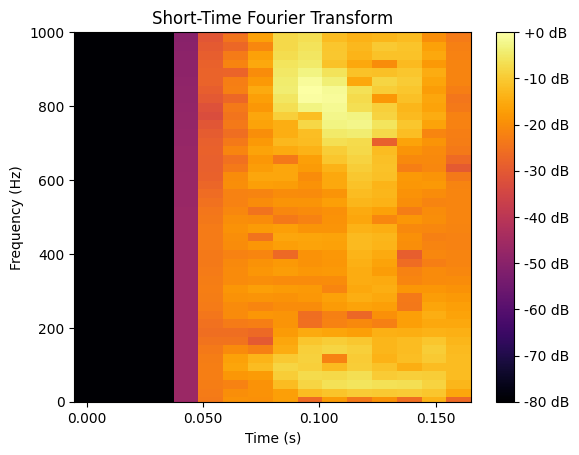 Short-Time Fourier Transform
1000
800
600
400
200
0
Frequency (Hz)
0.000
0.050
0.100
0.150
Time (s)
+0 dB
-10 dB
-20 dB
-30 dB
-40 dB
-50 dB
-60 dB
-70 dB
-80 dB